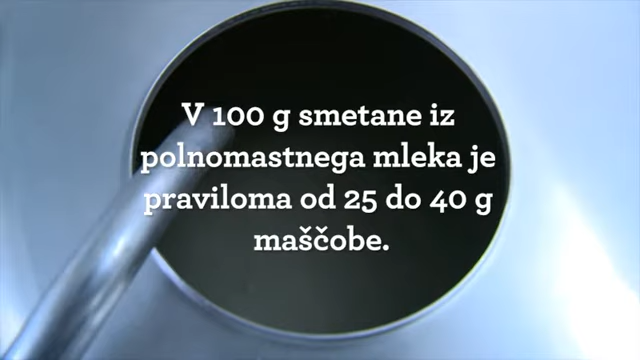 V 100 g smetane iz
polnomastnega mleka je
praviloma od 25 do 40 g
maščobe.